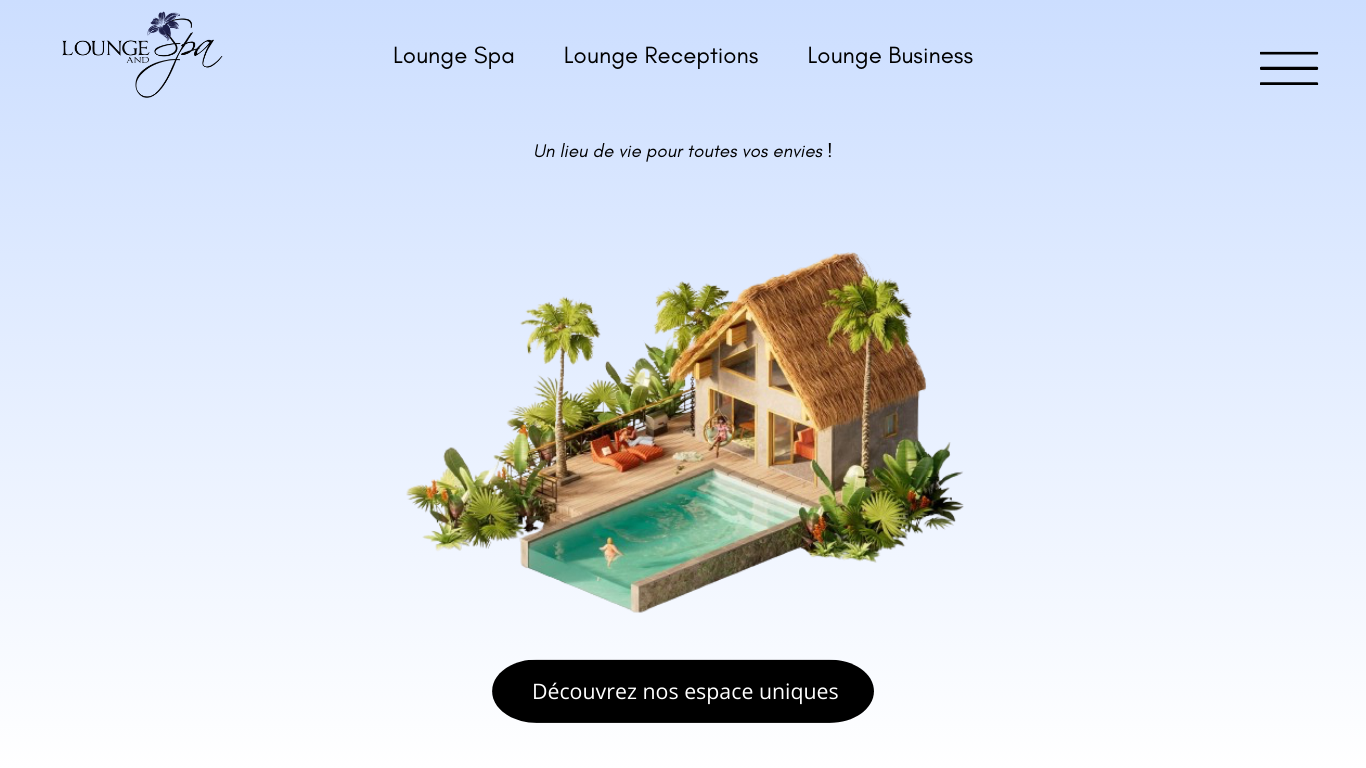 LOUNGE AND Spa
Lounge Spa Lounge Receptions Lounge Business
Un lieu de vie pour toutes vos envies !
Découvrez nos espace uniques